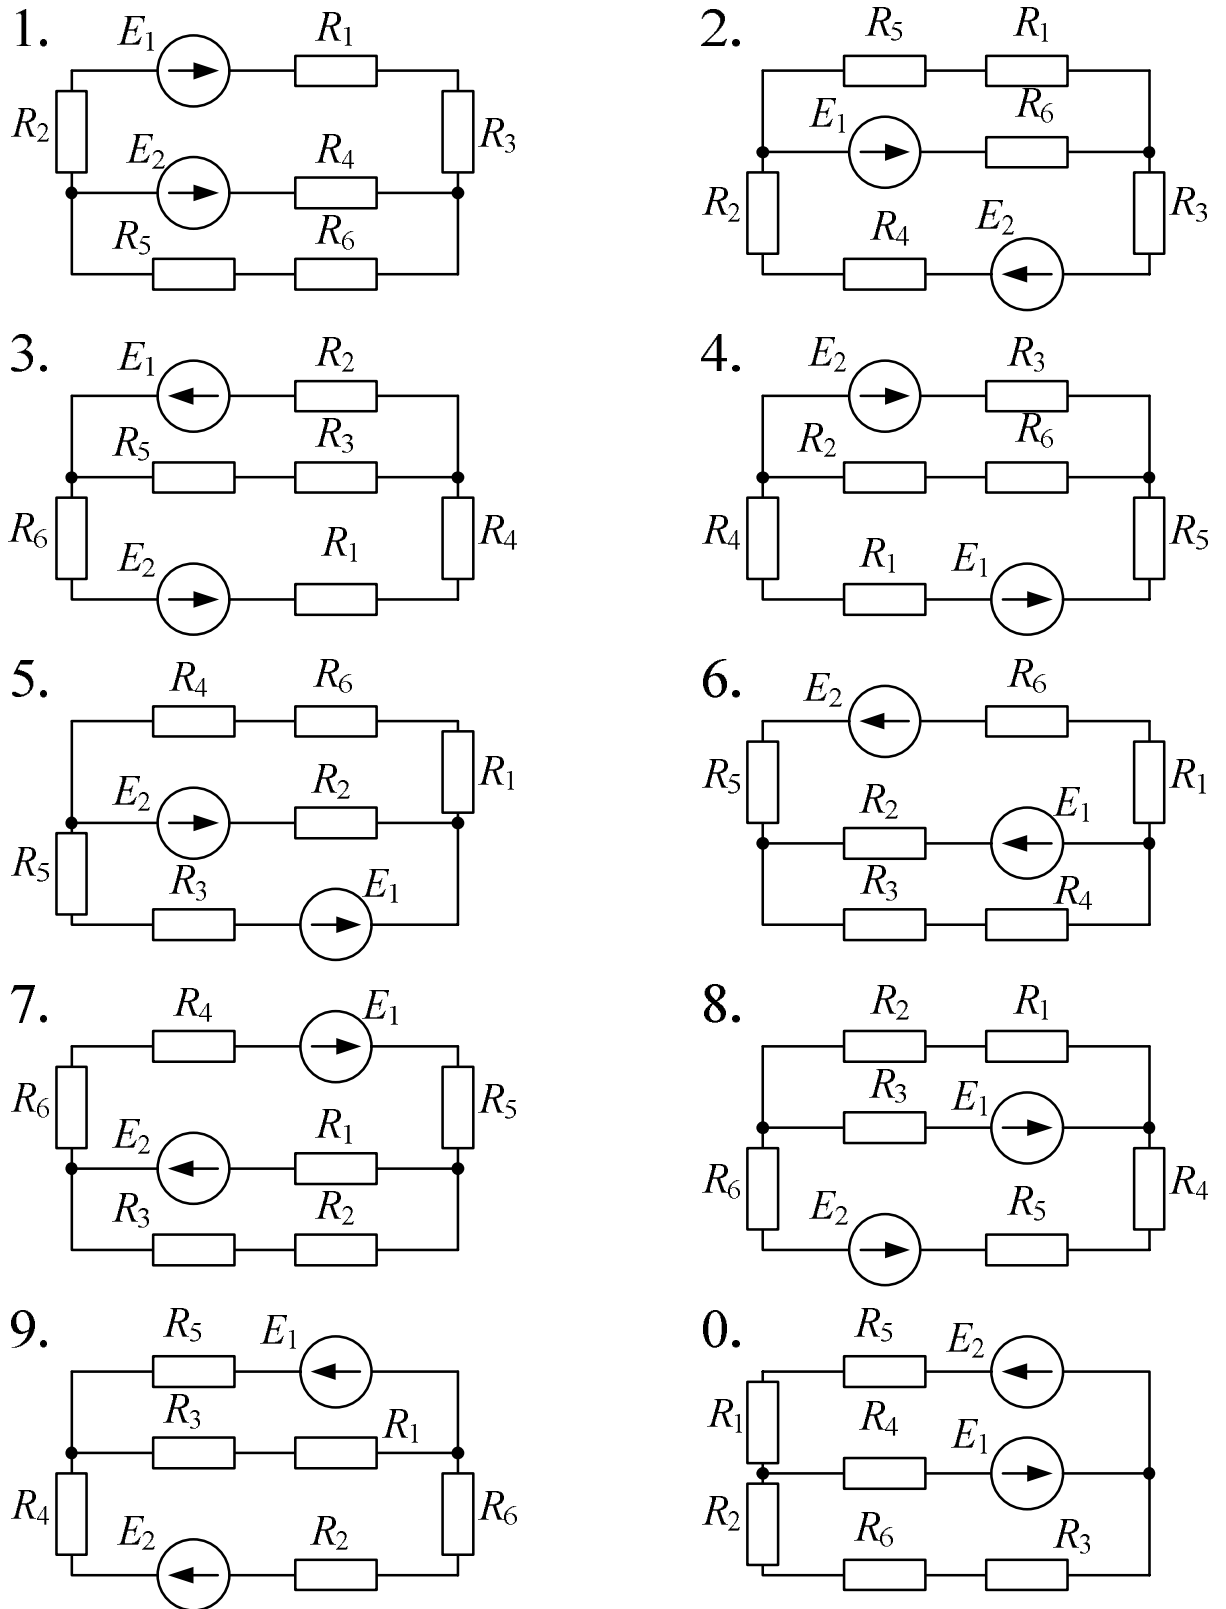 1. E1 R1 2. R5 R1
R2 R3 E1 R6
E2 R4 R2 R3
R5 R6 R4 E2
3. E1 R2 4. E2 R3
R5 R3 R2 R6
R6 R4 R4 R5
E2 R1 R1 E1
5. R4 R6 6. E2 R6
R1 R5 R1
E2 R2 R2 E1
R5 R3 E1 R3 R4
7. R4 E1 8. R2 R1
R6 R5 R3 E1
E2 R1 R6 R4
R3 R2 E2 R5
9. R5 E1 0. R5 E2
R3 R1 R1 R4 E1
R4 R6 R2
E2 R2 R6 R3